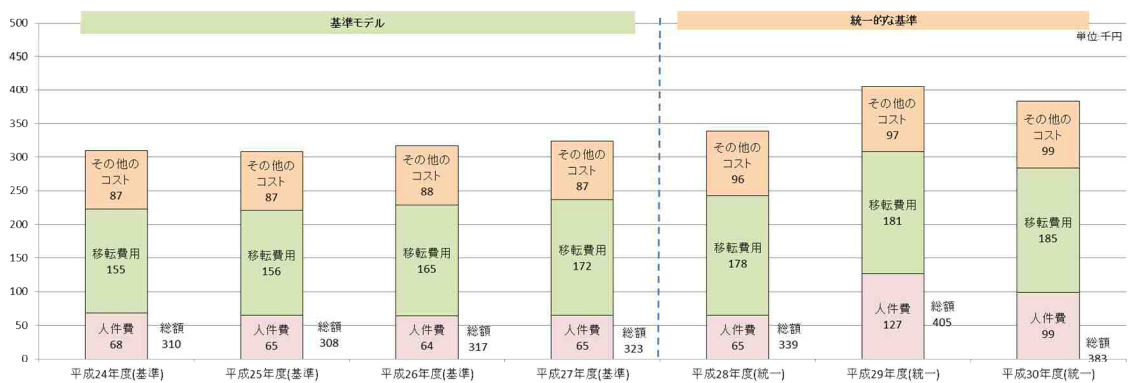 基準モデル
統一的な基準
単位:千円
500
450
400
350
300
250
200
150
100
50
0
その他の
コスト
87
移転費用
155
人件費
68
総額
310
その他の
コスト
87
移転費用
156
人件費
65
総額
308
その他の
コスト
88
移転費用
165
人件費
64
総額
317
その他の
コスト
87
移転費用
172
人件費
65
総額
323
その他の
コスト
96
移転費用
178
人件費
65
総額
339
その他の
コスト
97
移転費用
181
人件費
127
総額
405
その他の
コスト
99
移転費用
185
人件費
99
総額
383
平成24年度(基準)
平成25年度(基準)
平成26年度(基準)
平成27年度(基準)
平成28年度(統一)
平成29年度(統一)
平成30年度(統一)